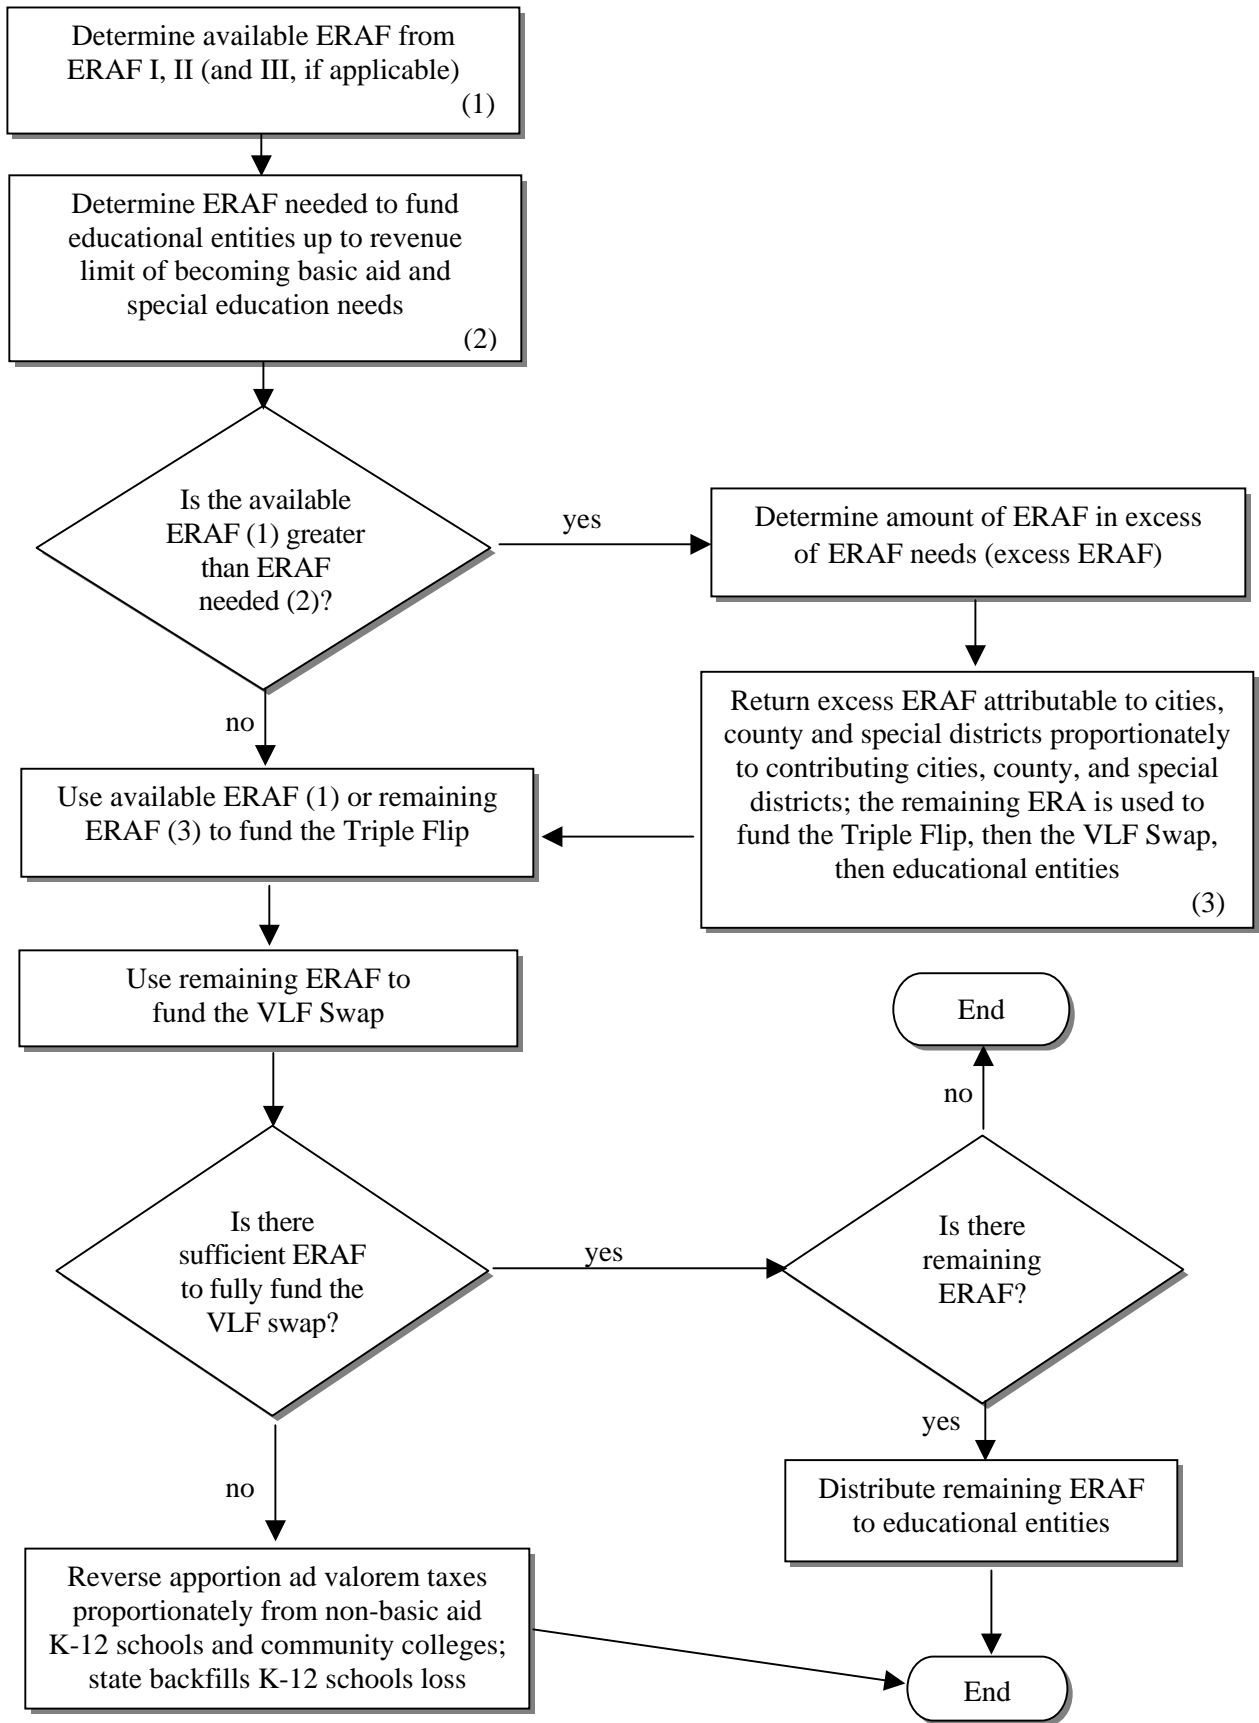 Determine available ERAF from
ERAF I, II (and III, if applicable)
(1)
Determine ERAF needed to fund
educational entities up to revenue
limit of becoming basic aid and
special education needs
(2)
Is the available
ERAF (1) greater
than ERAF
needed (2)?
yes
Determine amount of ERAF in excess
of ERAF needs (excess ERAF)
Return excess ERAF attributable to cities,
county and special districts proportionately
to contributing cities, county, and special
districts; the remaining ERA is used to
fund the Triple Flip, then the VLF Swap,
then educational entities
(3)
no
Use available ERAF (1) or remaining
ERAF (3) to fund the Triple Flip
Use remaining ERAF to
fund the VLF Swap
Is there
sufficient ERAF
to fully fund the
VLF swap?
yes
Is there
remaining
ERAF?
no
End
yes
Distribute remaining ERAF
to educational entities
no
Reverse apportion ad valorem taxes
proportionately from non-basic aid
K-12 schools and community colleges;
state backfills K-12 schools loss
End